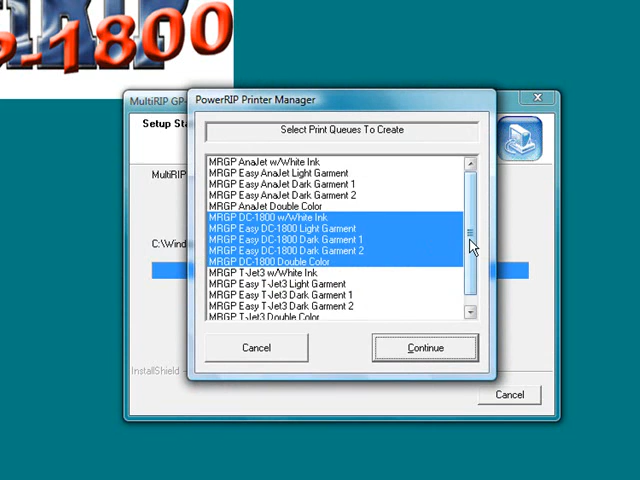 -1800
MultiRIP GP-
PowerRIP Printer Manager
Setup Sta
Select Print Queues To Create
MultiRIP
MRGP AnaJet w/White Ink
MRGP Easy AnaJet Light Garment
MRGP Easy AnaJet Dark Garment 1
MRGP Easy AnaJet Dark Garment 2
MRGP AnaJet Double Color
MRGP DC-1800 w/White Ink
MRGP Easy DC-1800 Light Garment
MRGP Easy DC-1800 Dark Garment 1
C:\Wind
MRGP Easy DC-1800 Dark Garment 2
MRGP DC-1800 Double Color
MRGP T-Jet3 w/White Ink
MRGP Easy T-Jet3 Light Garment
MRGP Easy T-Jet3 Dark Garment 1
MRGP Easy T-Jet3 Dark Garment 2
MRGP T-Jet3 Double Color
Cancel
Continue
InstallShield
Cancel